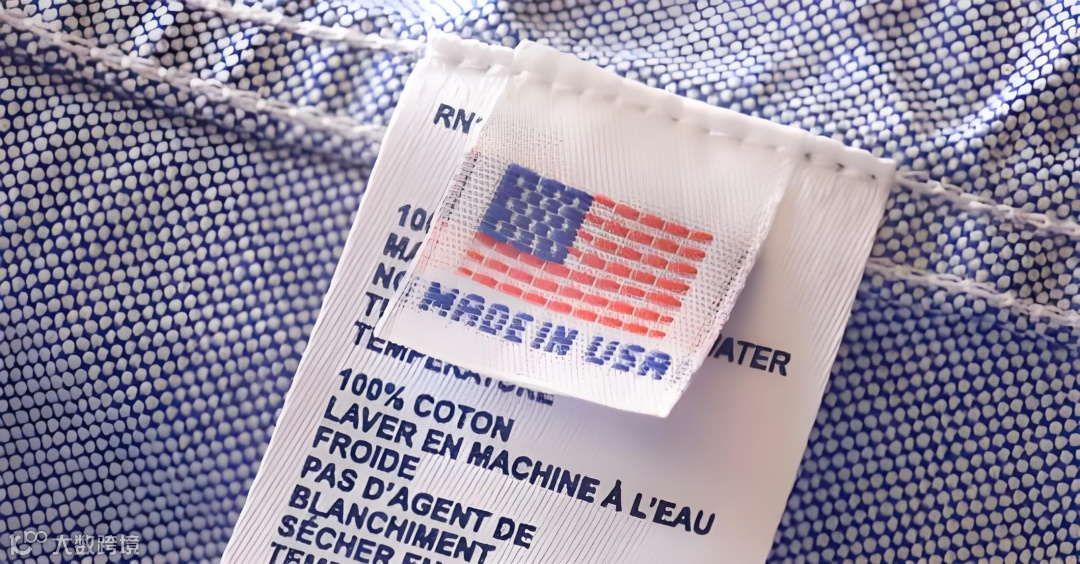 RN
MADE IN USA
WATER
TEMPERATURE
100% COTON
LAVER EN MACHINE À L'EAU
FROIDE
PAS D'AGENT DE
BLANCHIMENT
SÉCHER
大数跨境